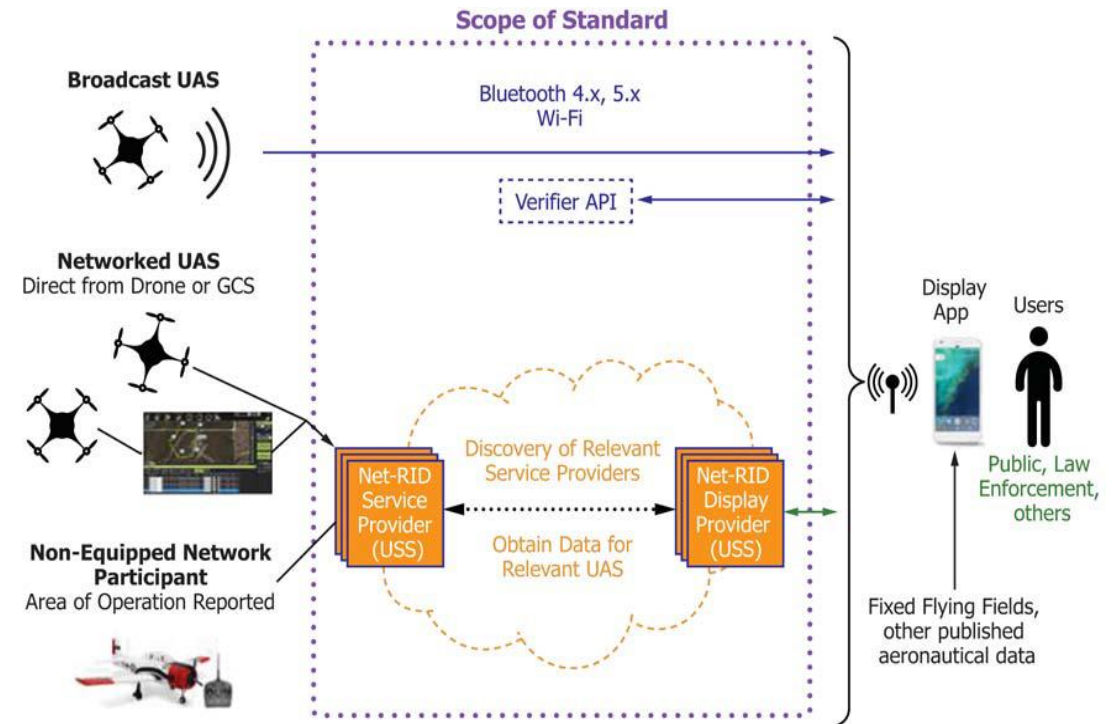 Scope of Standard
Broadcast UAS
Bluetooth 4.x, 5.x
Wi-Fi
Verifier API
Networked UAS
Direct from Drone or GCS
Display
App
Users
Discovery of Relevant
Service Providers
Net-RID
Service
Provider
(USS)
Net-RID
Display
Provider
(USS)
Obtain Data for
Relevant UAS
Public, Law
Enforcement,
others
Non-Equipped Network
Participant
Area of Operation Reported
Fixed Flying Fields,
other published
aeronautical data